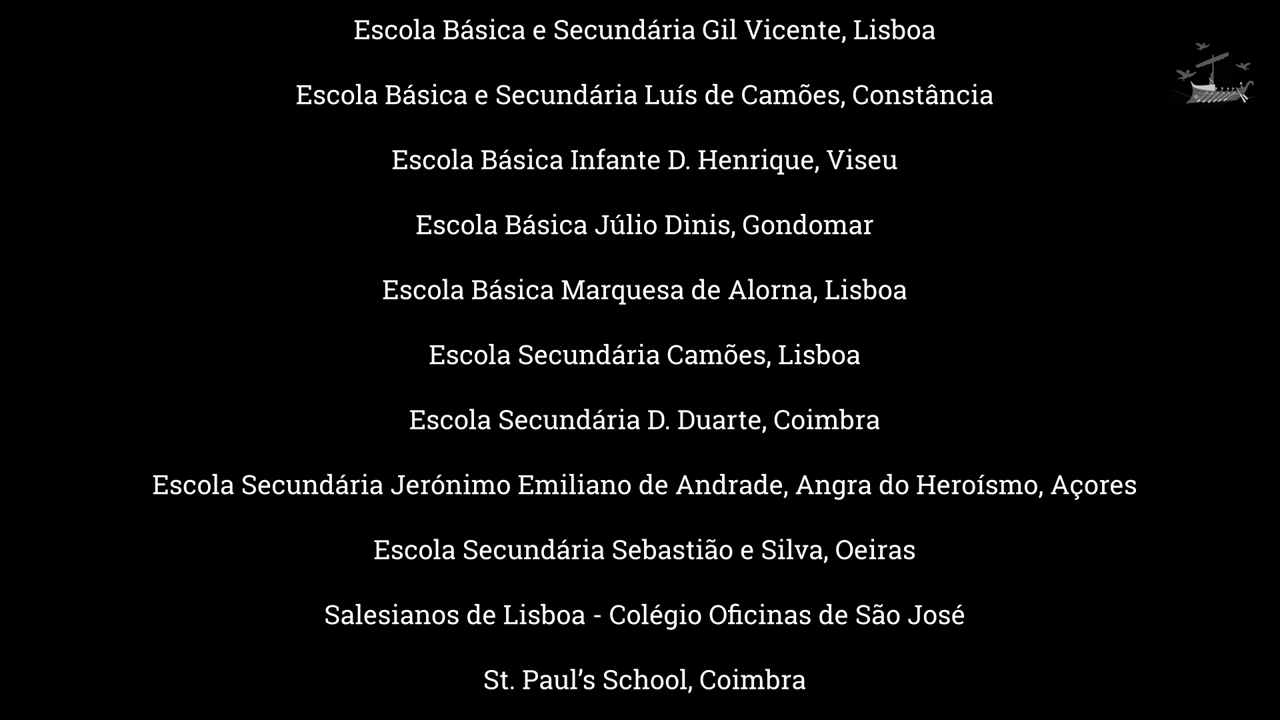 Escola Básica e Secundária Gil Vicente, Lisboa
Escola Básica e Secundária Luís de Camões, Constância
Escola Básica Infante D. Henrique, Viseu
Escola Básica Júlio Dinis, Gondomar
Escola Básica Marquesa de Alorna, Lisboa
Escola Secundária Camões, Lisboa
Escola Secundária D. Duarte, Coimbra
Escola Secundária Jerónimo Emiliano de Andrade, Angra do Heroísmo, Açores
Escola Secundária Sebastião e Silva, Oeiras
Salesianos de Lisboa - Colégio Oficinas de São José
St. Paul’s School, Coimbra